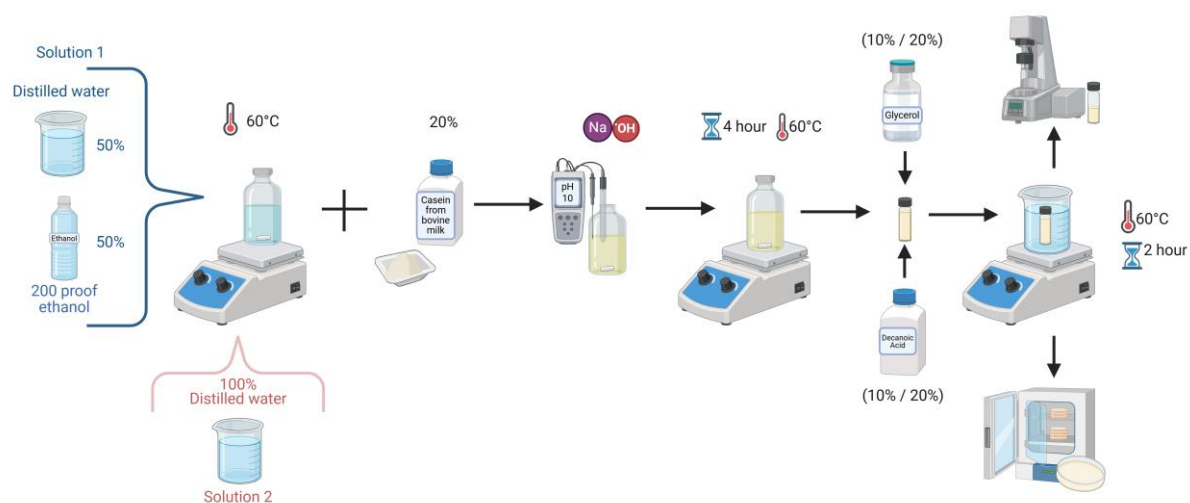 Solution 1
Distilled water
50%
Ethanol
50%
200 proof
ethanol
60°C
100%
Distilled water
Solution 2
20%
Casein
from
bovine
milk
Na
OH
pH
10
4 hour
60°C
(10% / 20%)
Glycerol
Decanoic
Acid
(10% / 20%)
60°C
2 hour